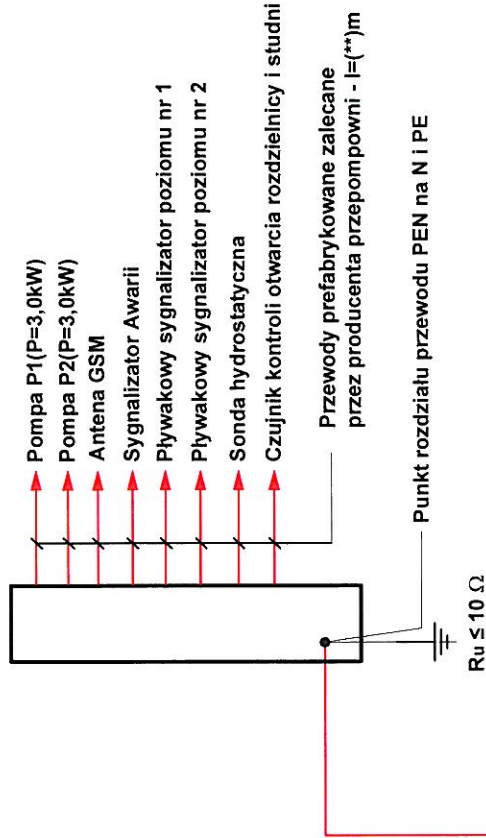 Pompa P1(P=3,0kW)
Pompa P2(P=3,0kW)
Antena GSM
Sygnalizator Awarii
Pływakowy sygnalizator poziomu nr 1
Pływakowy sygnalizator poziomu nr 2
Sonda hydrostatyczna
Czujnik kontroli otwarcia rozdzielnicy i studni
Przewody prefabrykowane zalecane
przez producenta przepompowni - l=(**)m
Punkt rozdziału przewodu PEN na N i PE
Ru ≤ 10 Ω